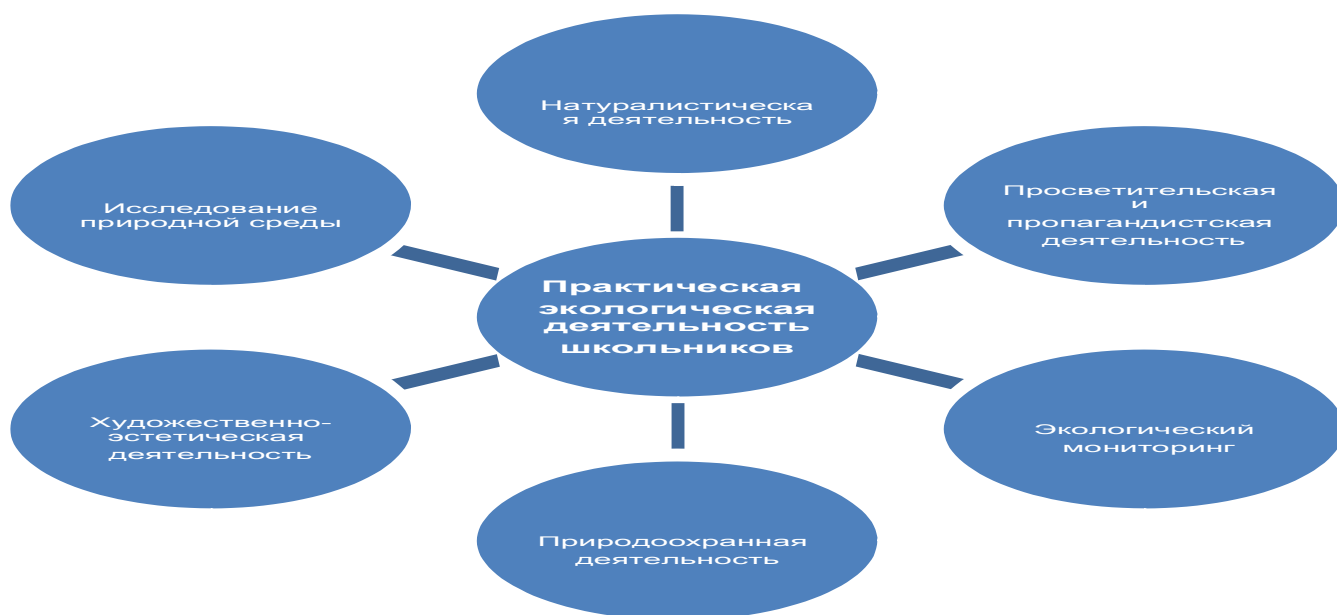 Натуралистическа
я деятельность
Просветительская
и
пропагандистская
деятельность
Исследование
природной среды
Практическая
экологическая
деятельность
школьников
Художественно-
эстетическая
деятельность
Экологический
мониторинг
Природоохранная
деятельность